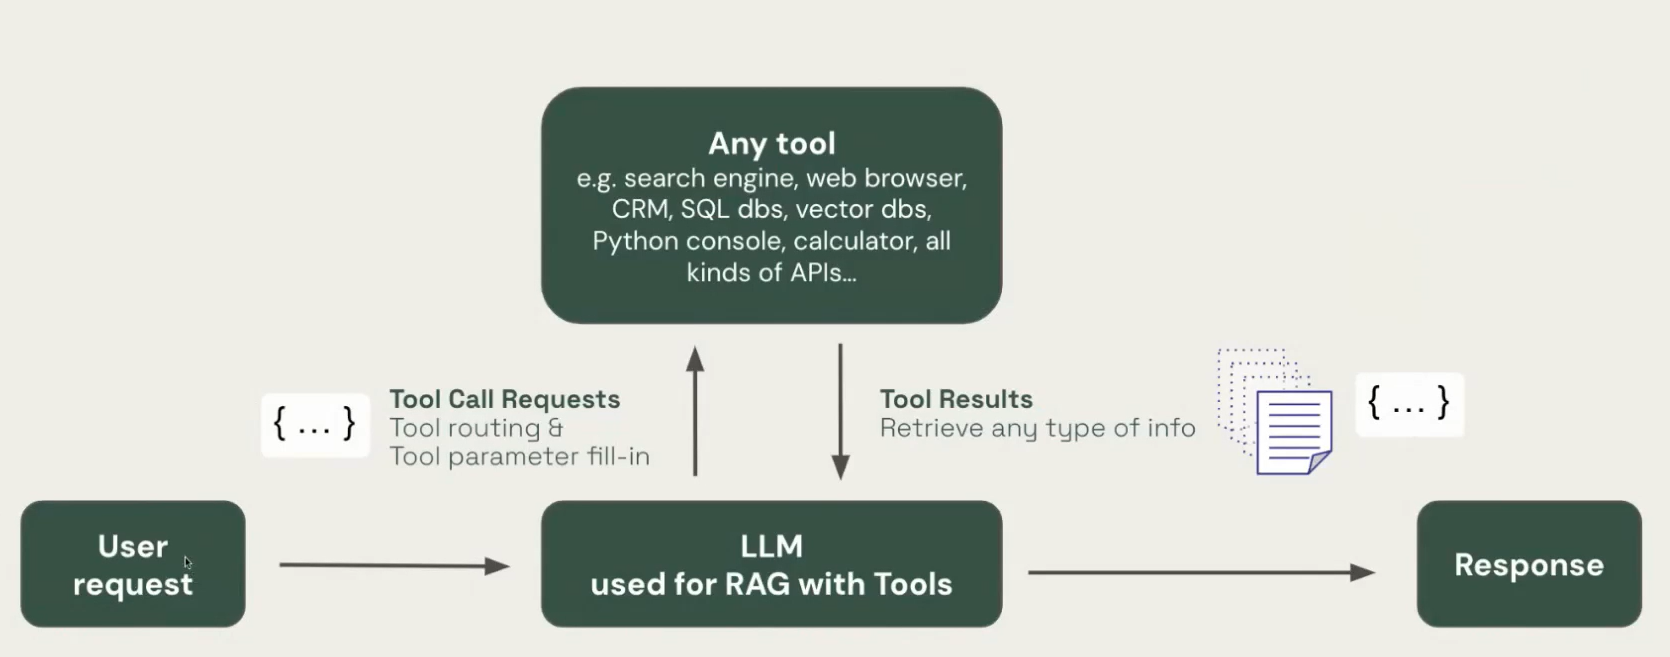 Any tool
e.g. search engine, web browser,
CRM, SQL dbs, vector dbs,
Python console, calculator, all
kinds of APIs...
{ ... }
Tool Call Requests
Tool routing &
Tool parameter fill-in
Tool Results
Retrieve any type of info
{ ... }
User
request
LLM
used for RAG with Tools
Response